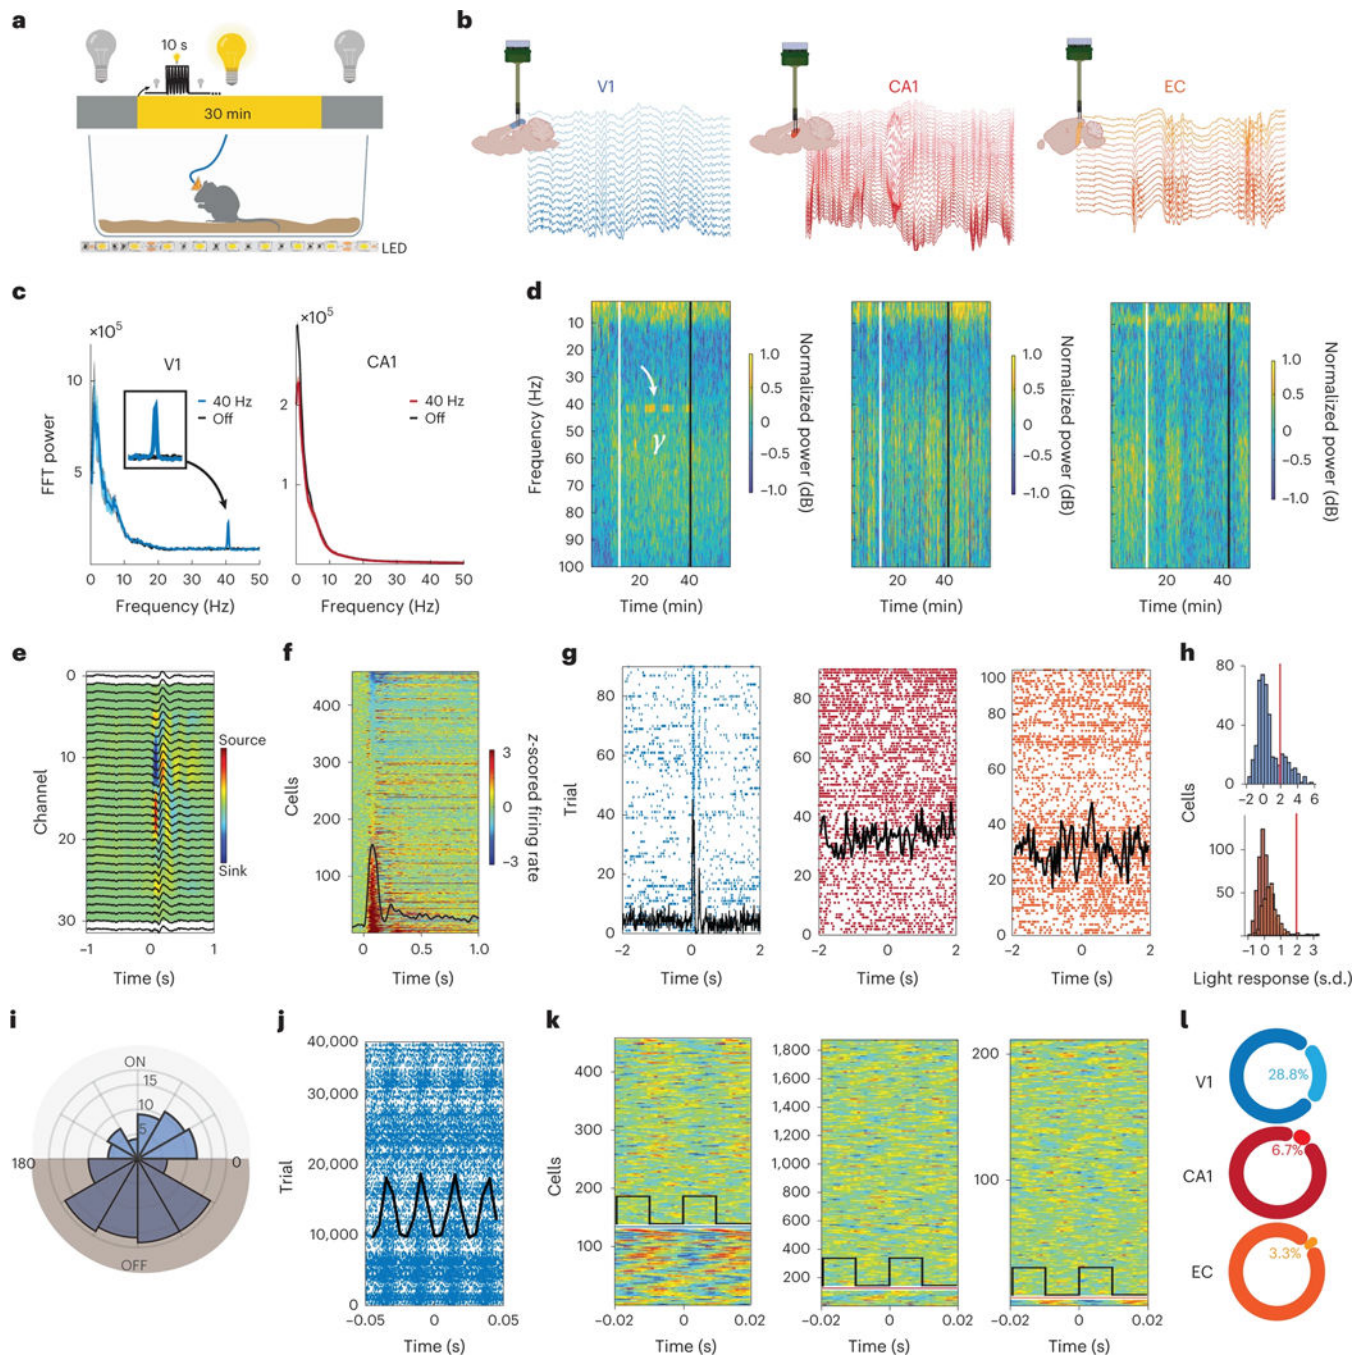 a
10 s
30 min
LED
b
V1
CA1
EC
c
×10⁵
V1
10
5
40 Hz
Off
FFT power
0 10 20 30 40 50
Frequency (Hz)
×10⁵
CA1
2
1
40 Hz
Off
0 10 20 30 40 50
Frequency (Hz)
d
Frequency (Hz)
10
20
30
40
50
60
70
80
90
100
γ
20 40
Time (min)
1.0
0.5
0
−0.5
−1.0
Normalized power (dB)
20 40
Time (min)
1.0
0.5
0
−0.5
−1.0
Normalized power (dB)
20 40
Time (min)
1.0
0.5
0
−0.5
−1.0
Normalized power (dB)
e
Channel
0
10
20
30
Source
Sink
−1 0 1
Time (s)
f
Cells
400
300
200
100
0 0.5 1.0
Time (s)
3
0
−3
z-scored firing rate
g
Trial
80
60
40
20
0
−2 0 2
Time (s)
80
60
40
20
0
−2 0 2
Time (s)
100
80
60
40
20
0
−2 0 2
Time (s)
h
Cells
80
40
0
−2 0 2 4 6
100
50
0
−1 0 1 2 3
Light response (s.d.)
i
ON
15
10
5
180
0
OFF
j
Trial
40,000
30,000
20,000
10,000
0
−0.05 0.05
Time (s)
k
Cells
400
300
200
100
−0.02 0 0.02
Time (s)
1,800
1,600
1,400
1,200
1,000
800
600
400
200
−0.02 0 0.02
Time (s)
200
100
−0.02 0 0.02
Time (s)
l
V1
28.8%
CA1
6.7%
EC
3.3%